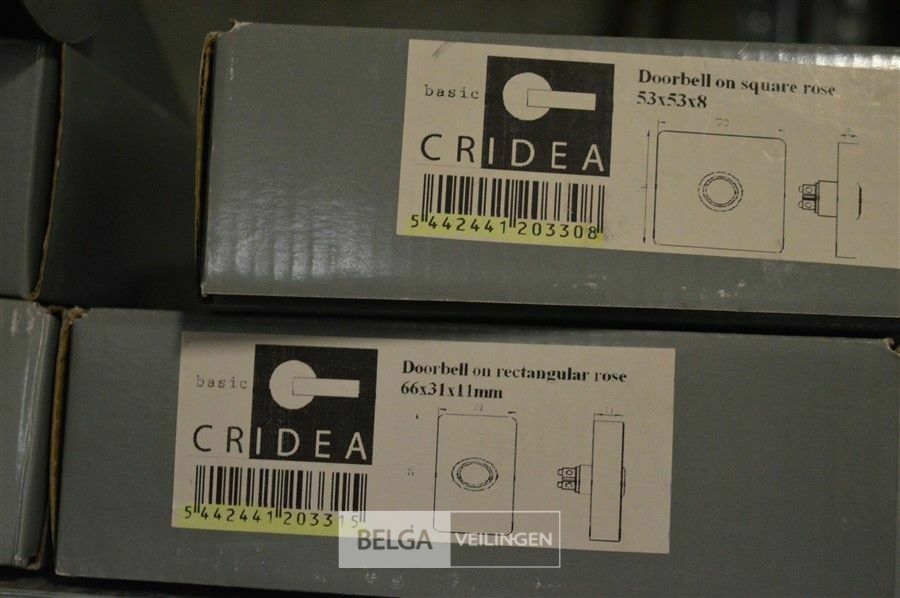 basic
CRIDEA
5 442441 203308
Doorbell on square rose
53x53x8
basic
CRIDEA
5 442441 203315
Doorbell on rectangular rose
66x31x11mm
BELGA VEILINGEN